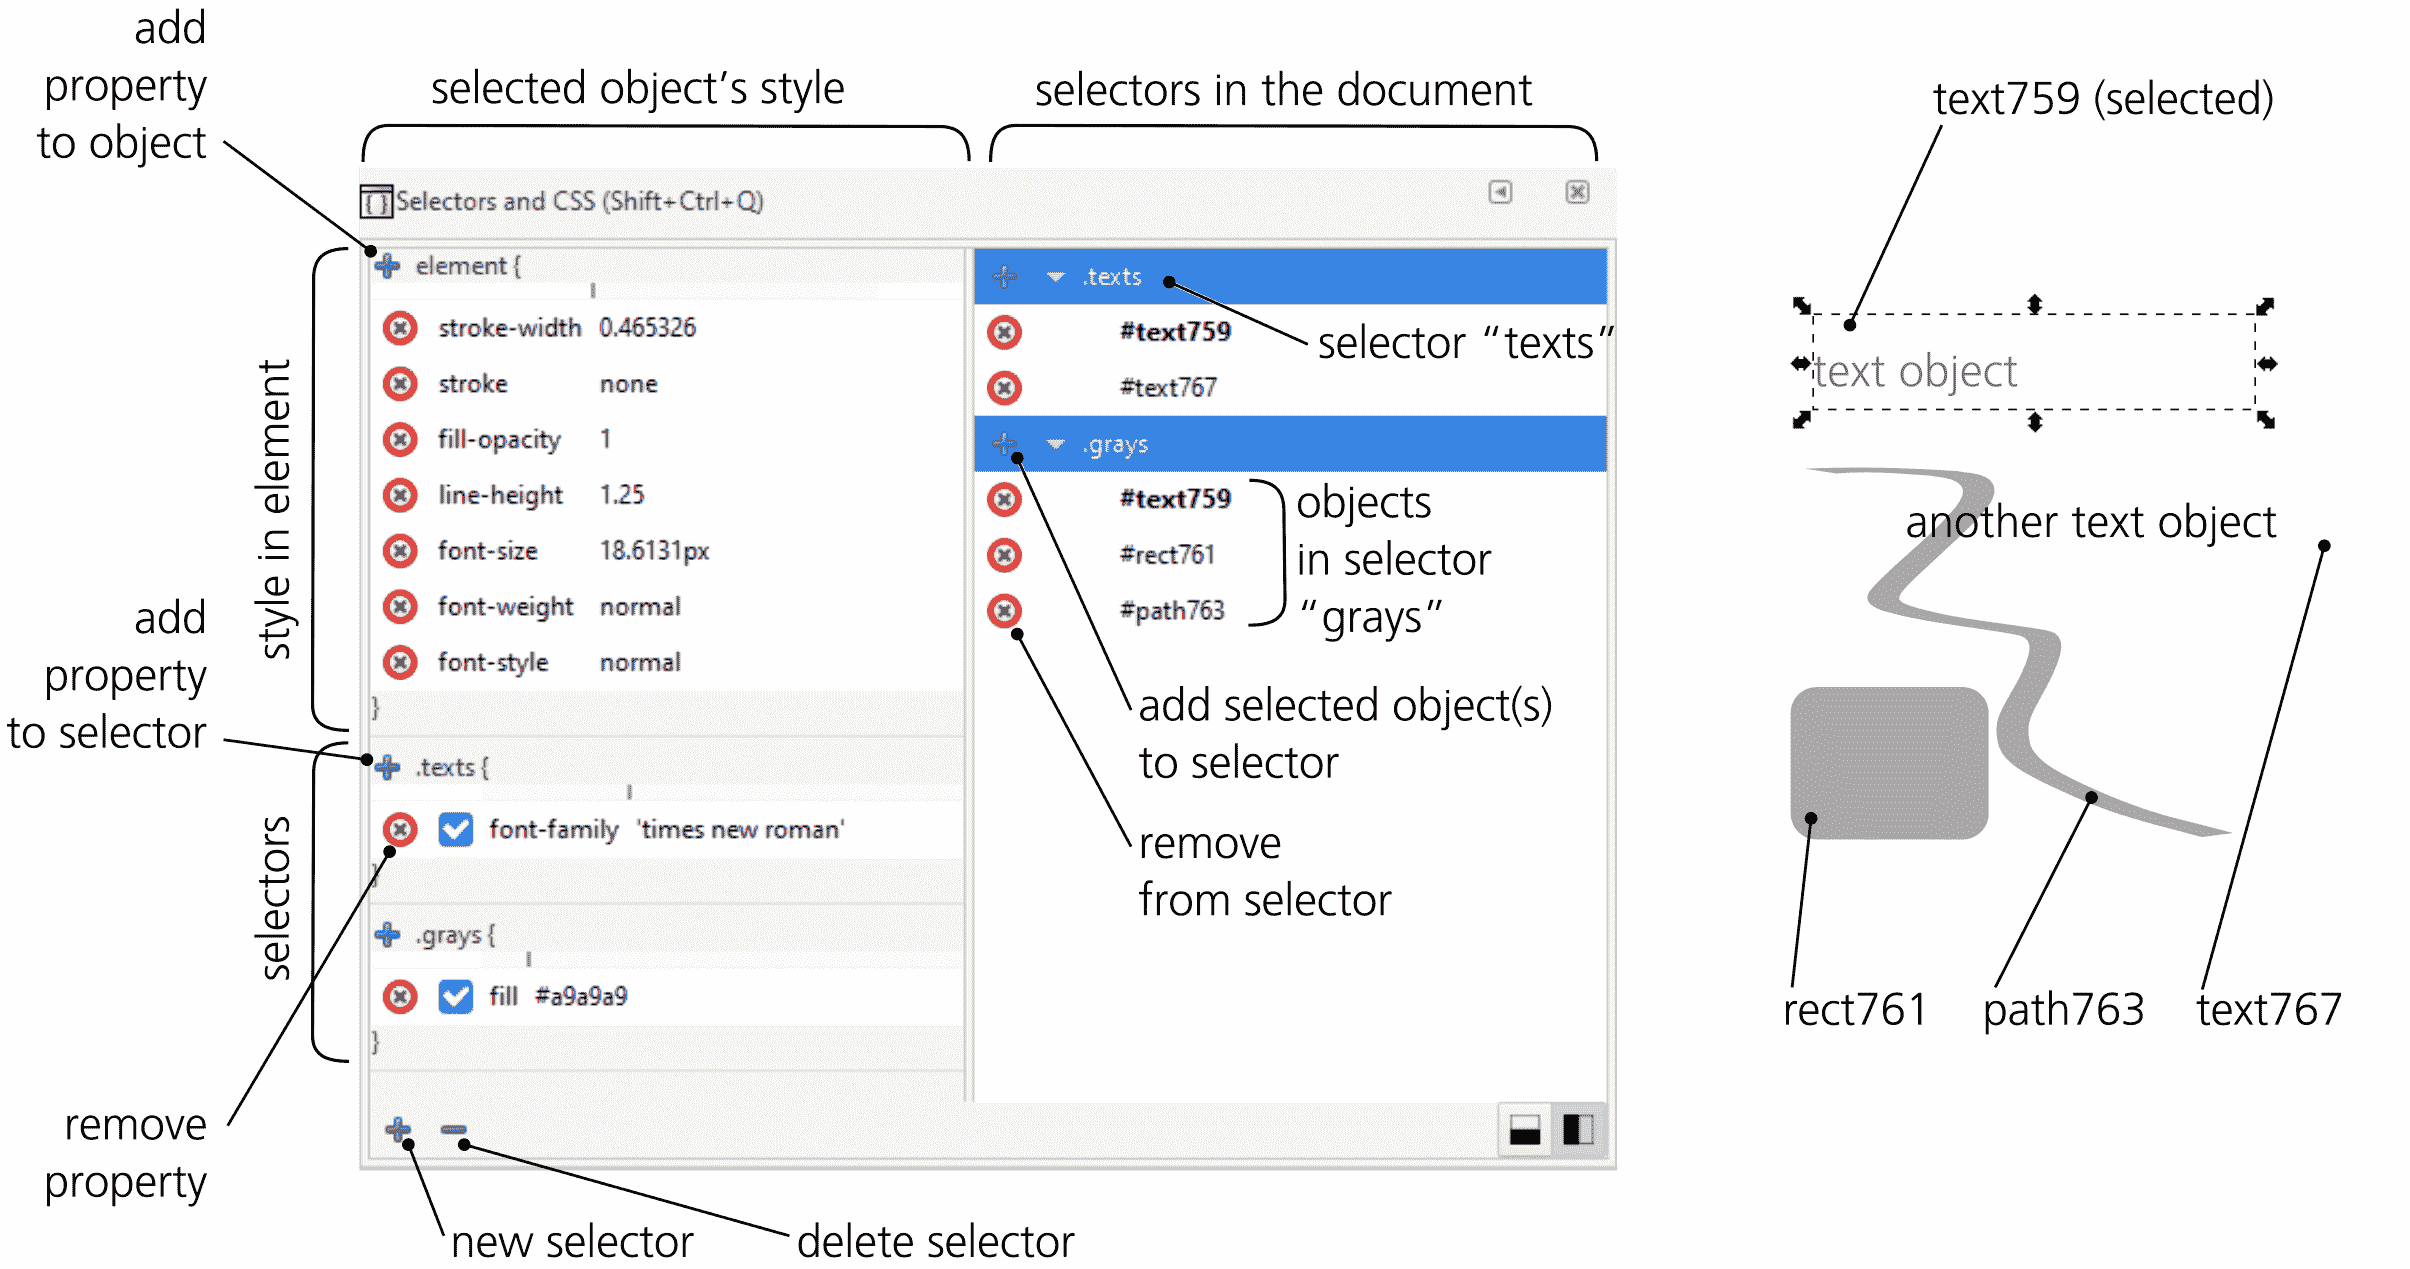 add
property
to object
selected object's style
selectors in the document
text759 (selected)
{ } Selectors and CSS (Shift+Ctrl+Q)
style in element
element {
stroke-width 0.465326
stroke none
fill-opacity 1
line-height 1.25
font-size 18.6131px
font-weight normal
font-style normal
}
add
property
to selector
selectors
.texts {
font-family 'times new roman'
}
.grays {
fill #a9a9a9
}
remove
property
new selector
delete selector
.texts
#text759
#text767
selector “texts”
.grays
#text759
#rect761
#path763
objects
in selector
“grays”
add selected object(s)
to selector
remove
from selector
text object
another text object
rect761
path763
text767